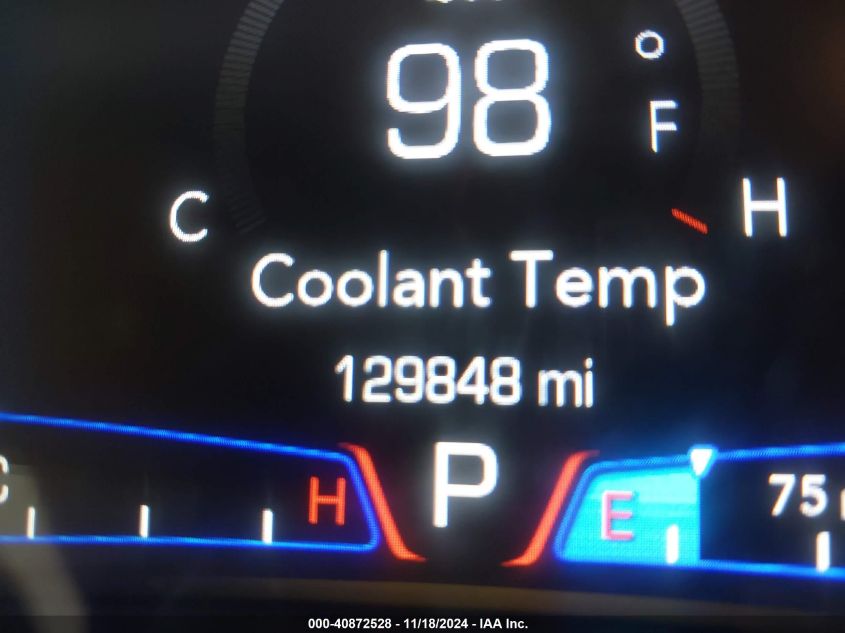 98 °F
C H
Coolant Temp
129848 mi
H P E 75
000-40872528 - 11/18/2024 - IAA Inc.